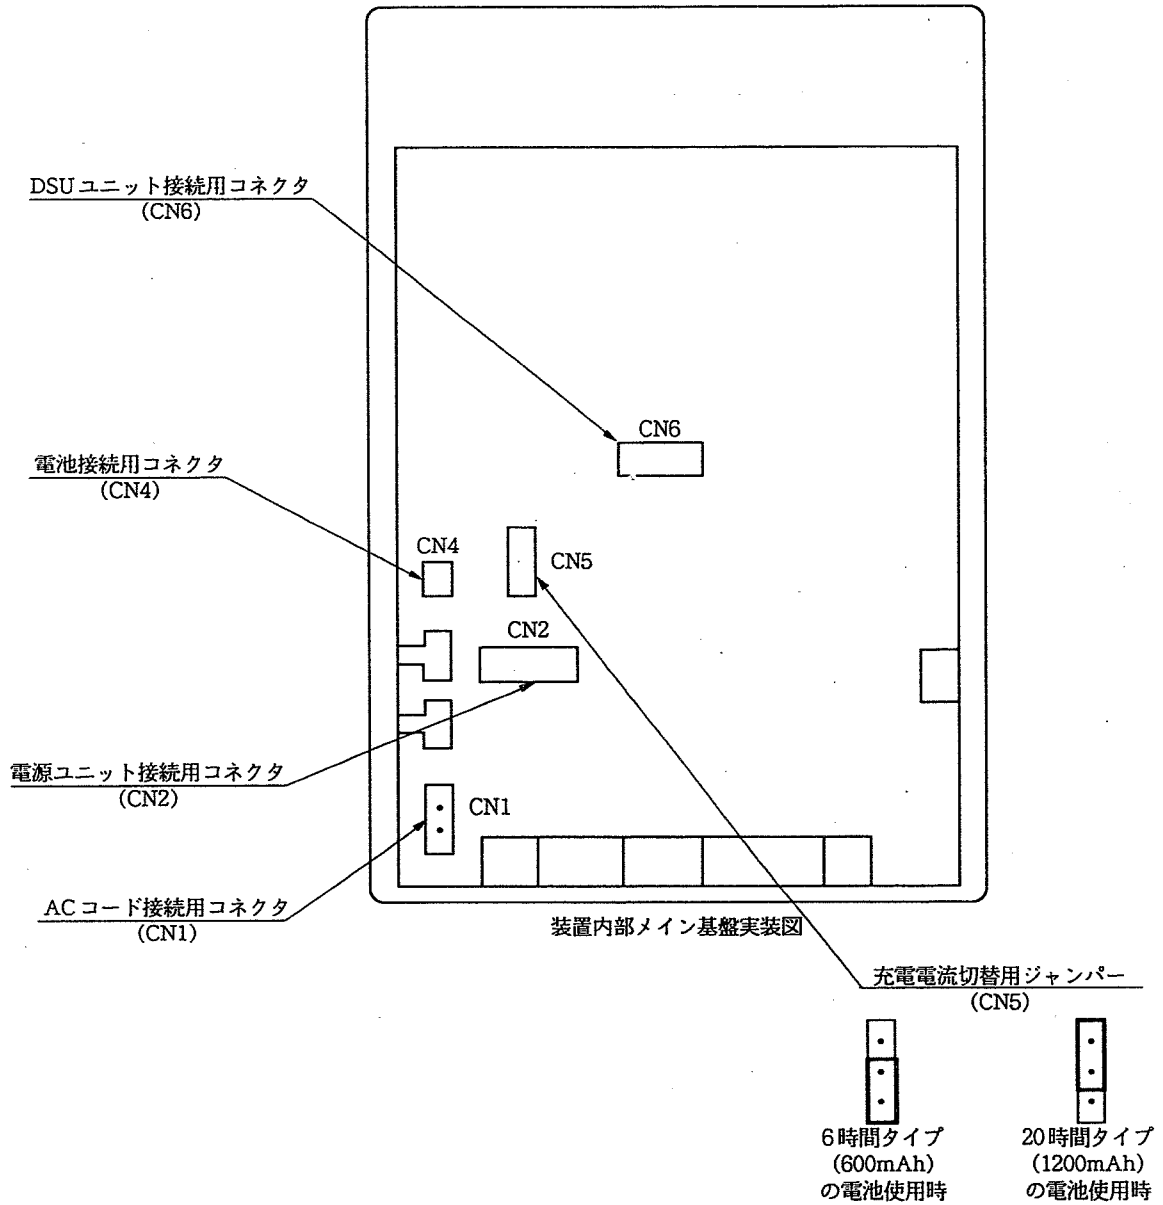 DSUユニット接続用コネクタ
(CN6)
CN6
電池接続用コネクタ
(CN4)
CN4
CN5
CN2
電源ユニット接続用コネクタ
(CN2)
CN1
ACコード接続用コネクタ
(CN1)
装置内部メイン基盤実装図
充電電流切替用ジャンパー
(CN5)
6時間タイプ
(600mAh)
の電池使用時
20時間タイプ
(1200mAh)
の電池使用時